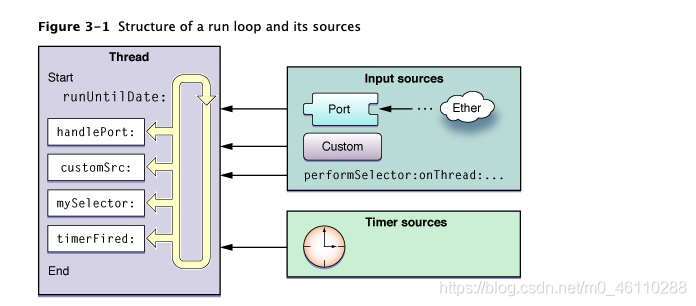 Figure 3-1 Structure of a run loop and its sources
Thread
Start
runUntilDate:
handlePort:
customSrc:
mySelector:
timerFired:
End
Input sources
Port
...
Ether
Custom
performSelector:onThread:...
Timer sources
https://blog.csdn.net/m0_46110288